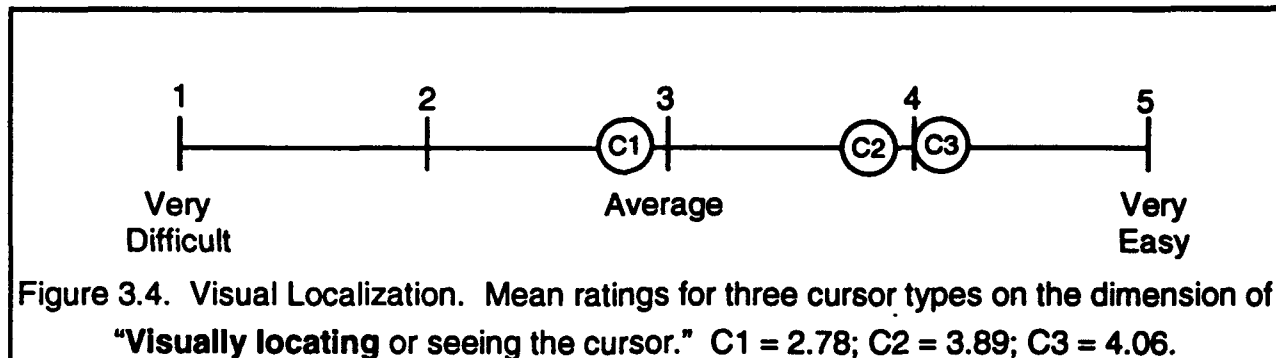 1 2 3 4 5
C1 C2 C3
Very Average Very
Difficult Easy
Figure 3.4. Visual Localization. Mean ratings for three cursor types on the dimension of
"Visually locating or seeing the cursor." C1 = 2.78; C2 = 3.89; C3 = 4.06.